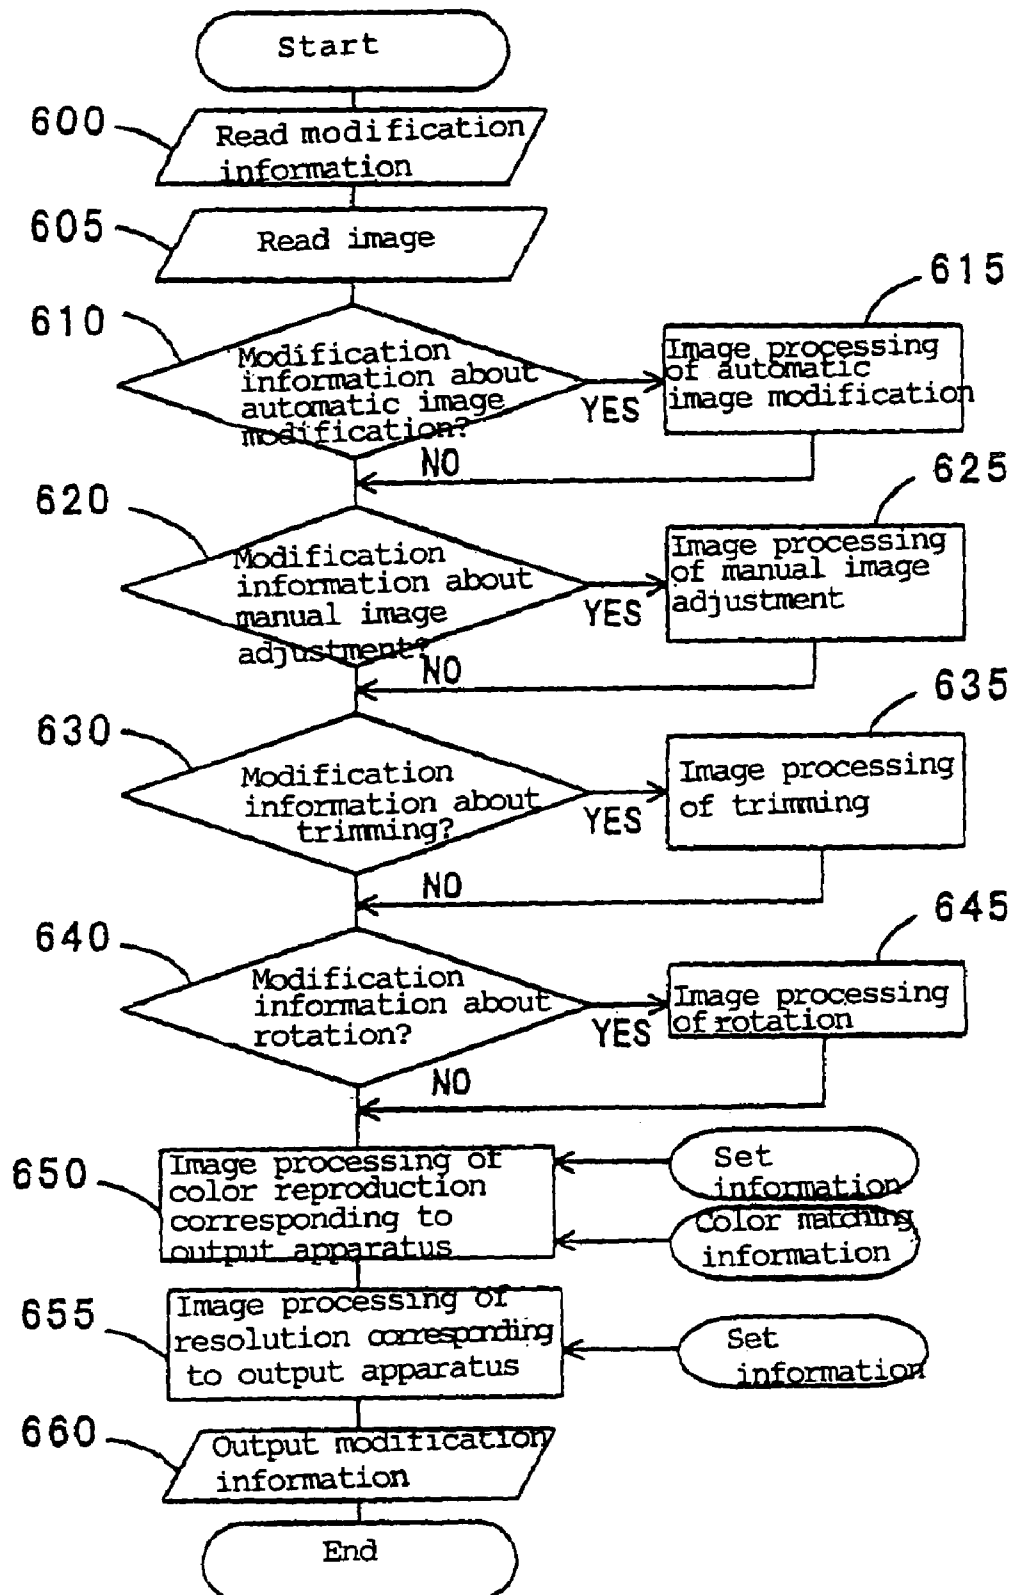 Start
600
Read modification
information
605
Read image
610
Modification
information about
automatic image
modification?
YES
NO
615
Image processing
of automatic
image modification
620
Modification
information about
manual image
adjustment?
YES
NO
625
Image processing
of manual image
adjustment
630
Modification
information about
trimming?
YES
NO
635
Image processing
of trimming
640
Modification
information about
rotation?
YES
NO
645
Image processing
of rotation
650
Image processing of
color reproduction
corresponding to
output apparatus
Set
information
Color matching
information
655
Image processing of
resolution corresponding
to output apparatus
Set
information
660
Output modification
information
End